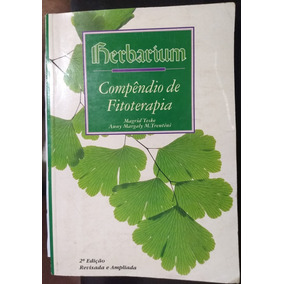 Herbarium
Compêndio de
Fitoterapia
Magrid Teske
Anny Margaly M. Trentini
2ª Edição
Revisada e Ampliada